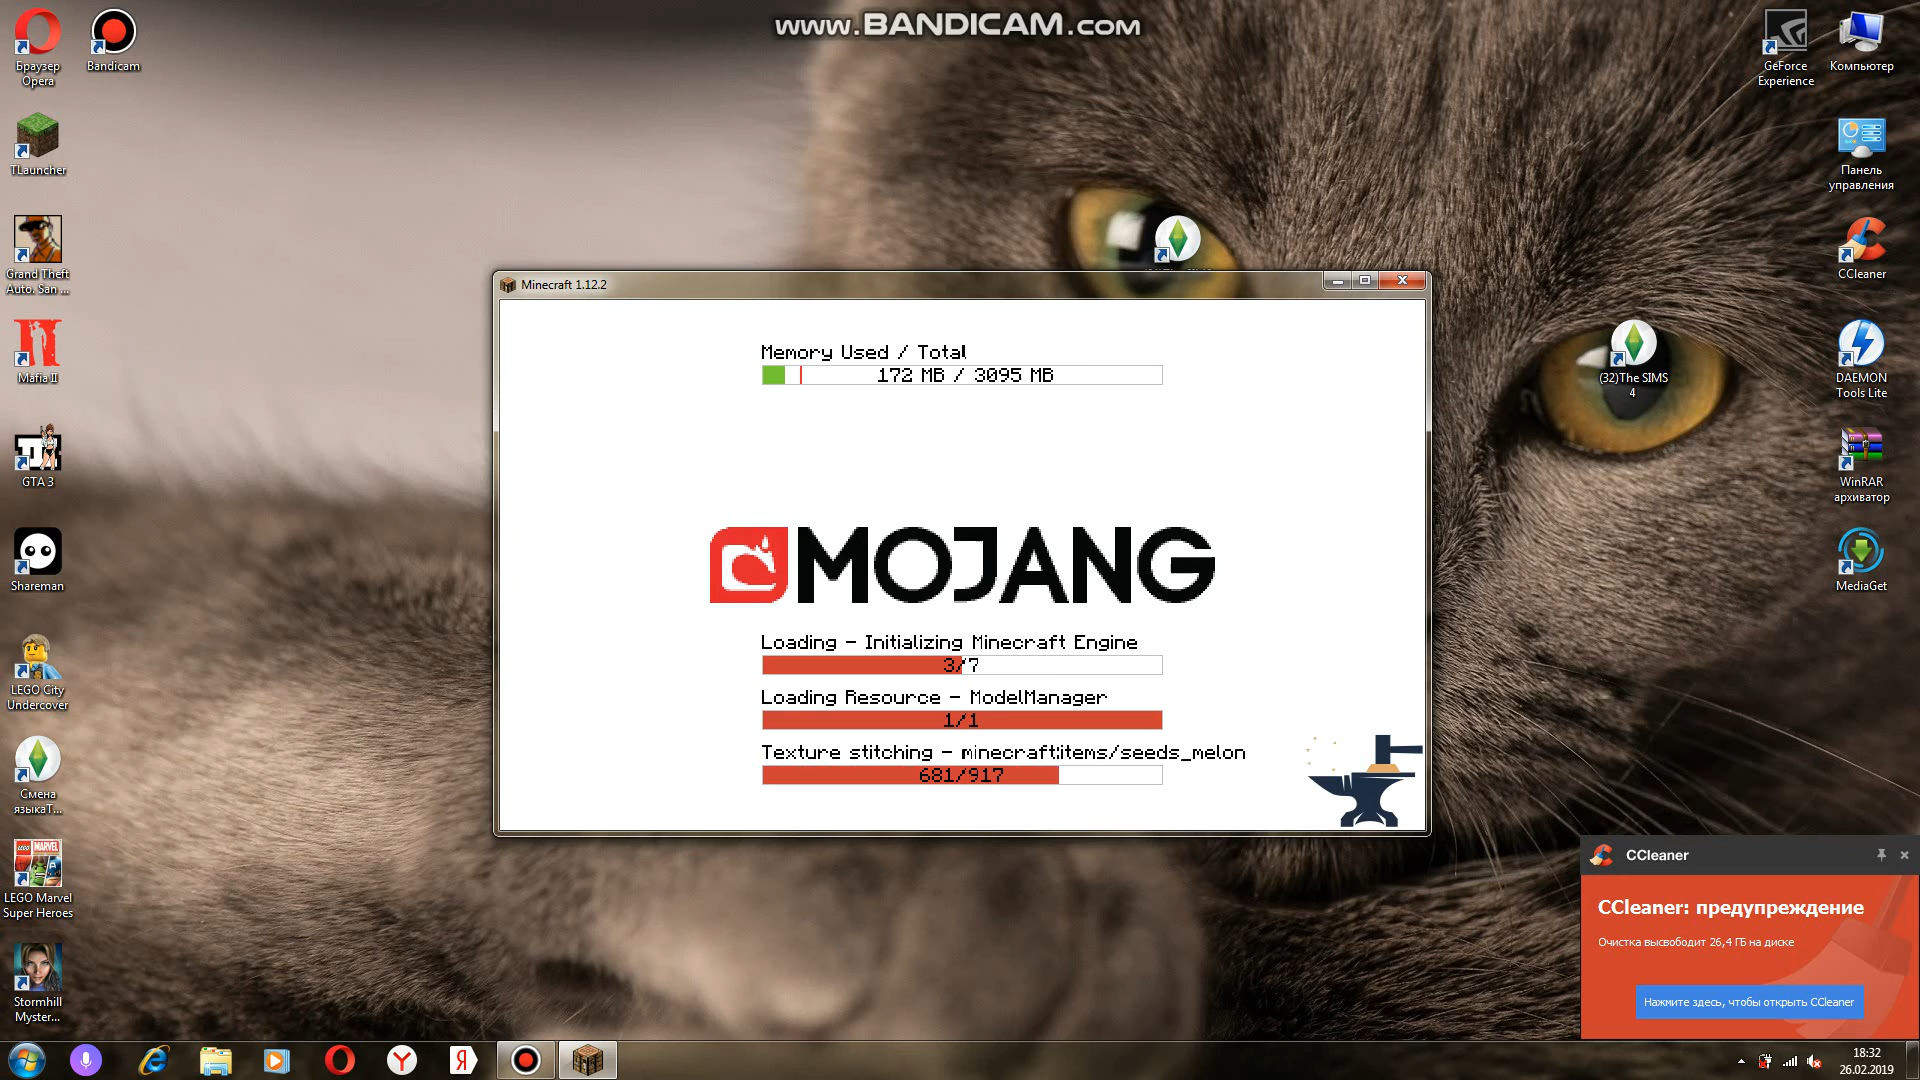 www.BANDICAM.com
Браузер
Opera
Bandicam
TLauncher
Grand Theft
Auto. San ...
Mafia II
GTA 3
Shareman
LEGO City
Undercover
Смена
языкаТ...
LEGO Marvel
Super Heroes
Stormhill
Myster...
GeForce
Experience
Компьютер
Панель
управления
CCleaner
(32)The SIMS
4
DAEMON
Tools Lite
WinRAR
архиватор
MediaGet
Minecraft 1.12.2
Memory Used / Total
172 MB / 3095 MB
MOJANG
Loading - Initializing Minecraft Engine
3/7
Loading Resource - ModelManager
1/1
Texture stitching - minecraft:items/seeds_melon
681/917
CCleaner
CCleaner: предупреждение
Очистка высвободит 26,4 ГБ на диске
Нажмите здесь, чтобы открыть CCleaner
18:32
26.02.2019